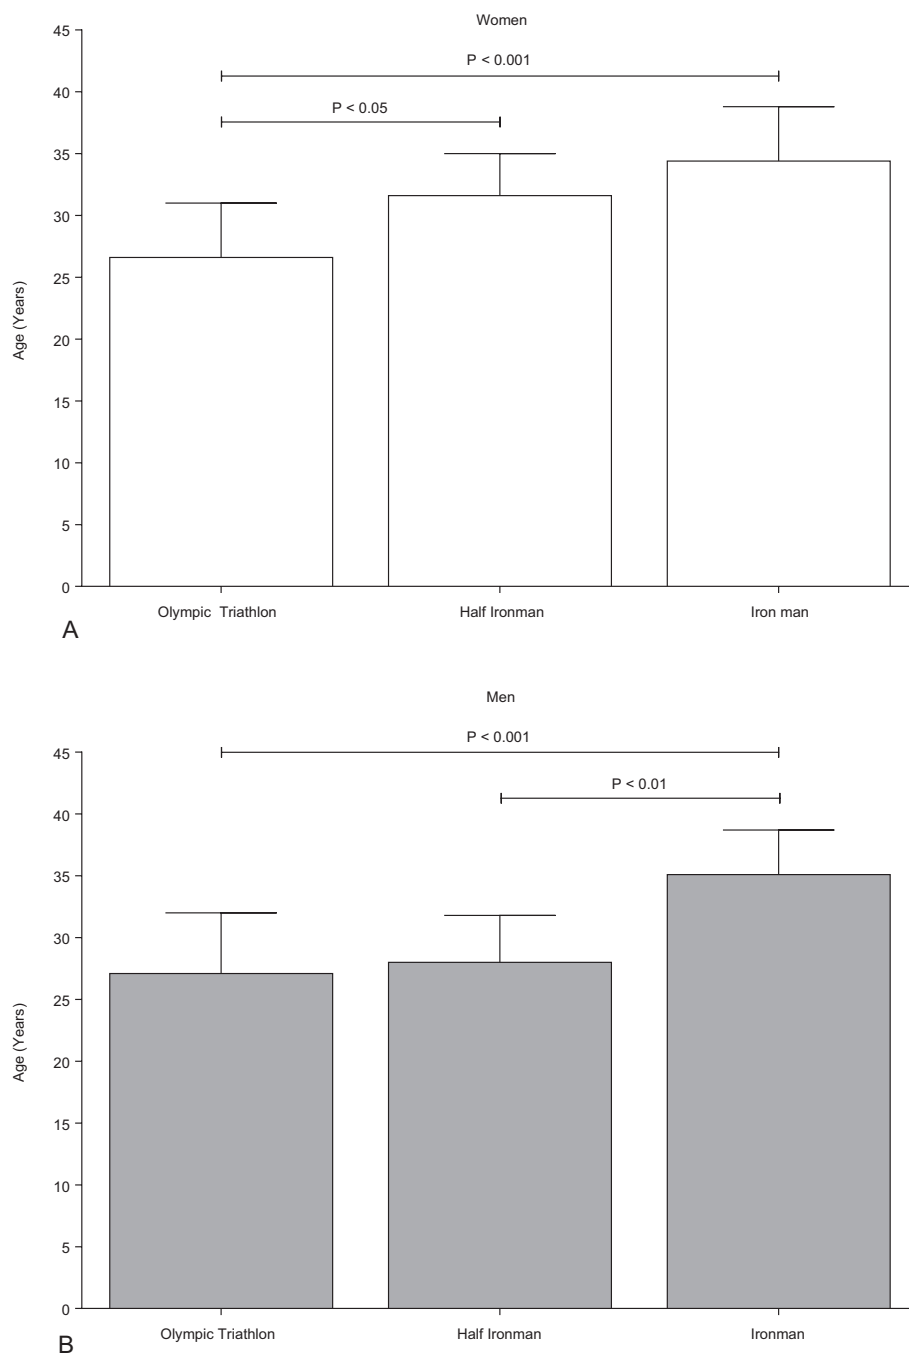 Women
45
P < 0.001
40
P < 0.05
35
30
25
Age (Years)
20
15
10
5
0
Olympic  Triathlon Half Ironman Iron man
A
Men
45
P < 0.001
P < 0.01
40
35
30
25
Age (Years)
20
15
10
5
0
Olympic Triathlon Half Ironman Ironman
B